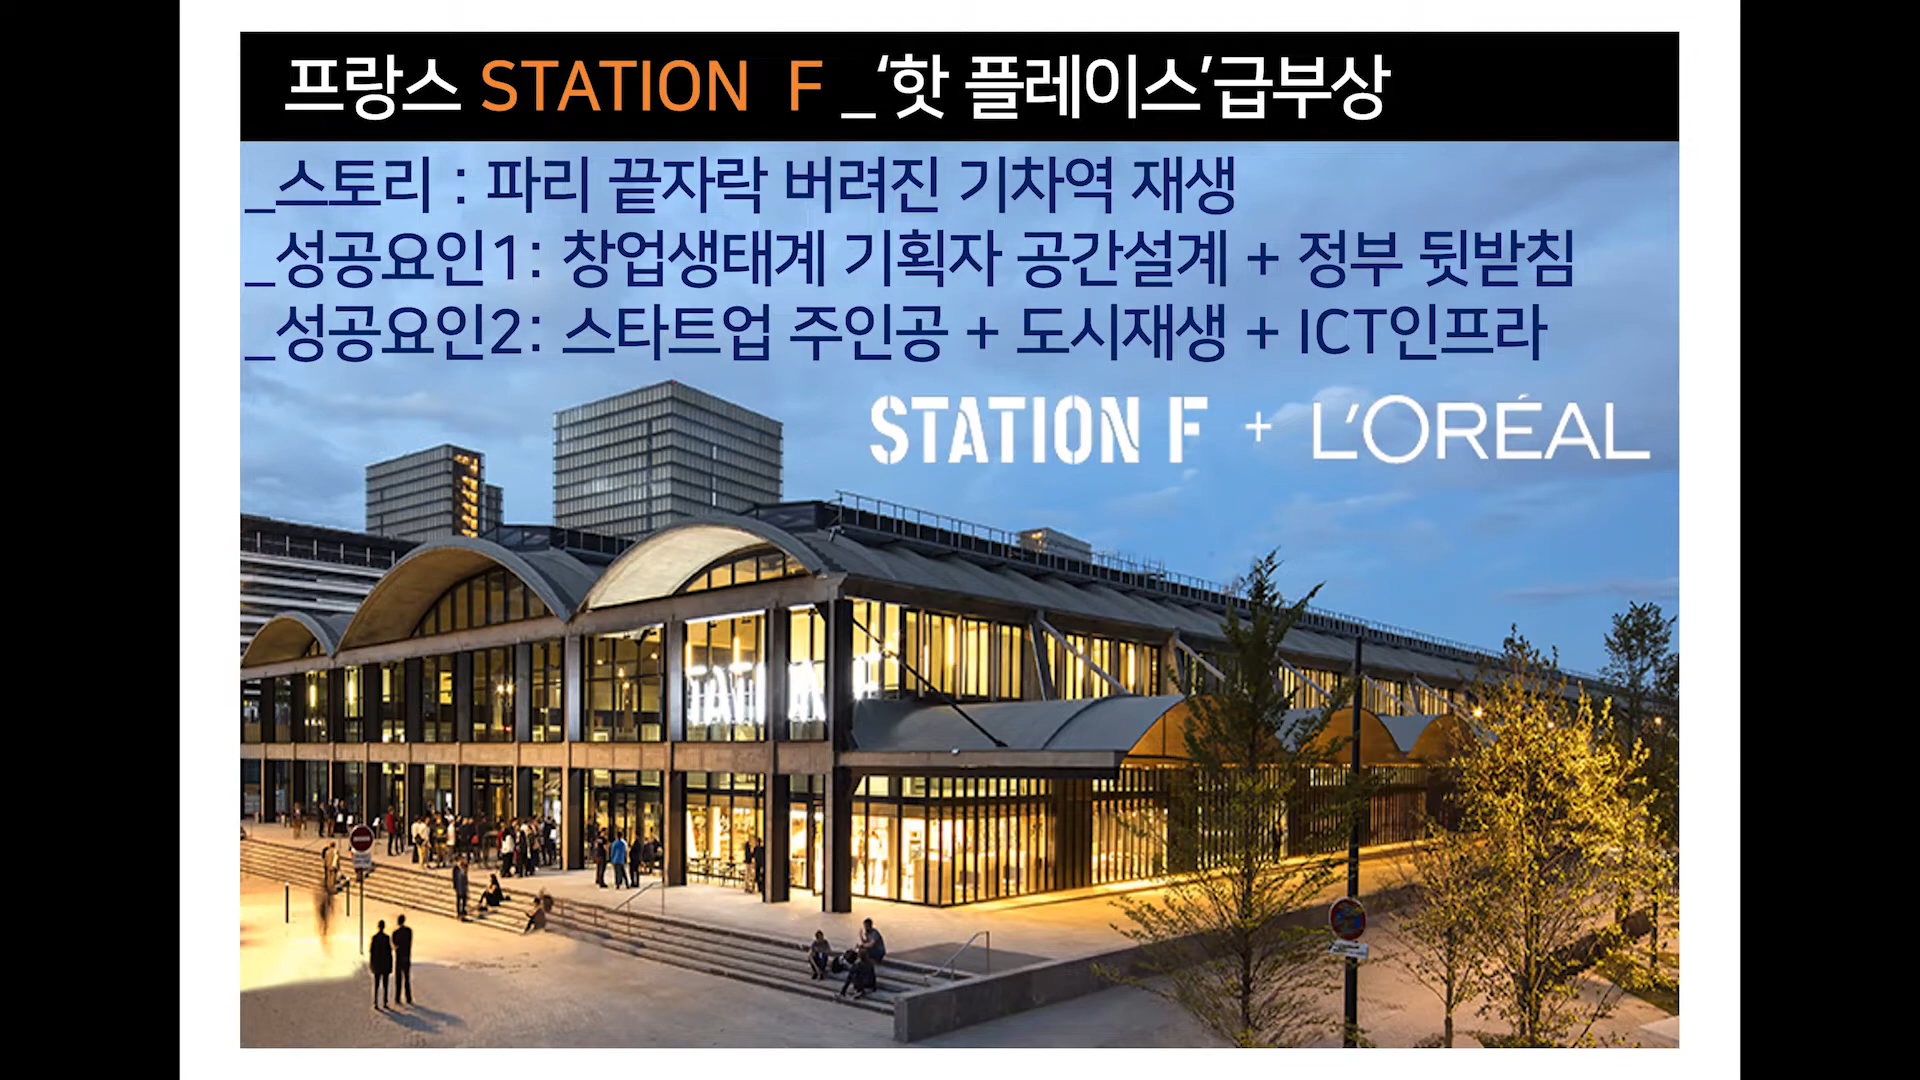 프랑스 STATION F _‘핫 플레이스’급부상
_스토리 : 파리 끝자락 버려진 기차역 재생
_성공요인1: 창업생태계 기획자 공간설계 + 정부 뒷받침
_성공요인2: 스타트업 주인공 + 도시재생 + ICT인프라
STATION F + L'ORÉAL
STATION F